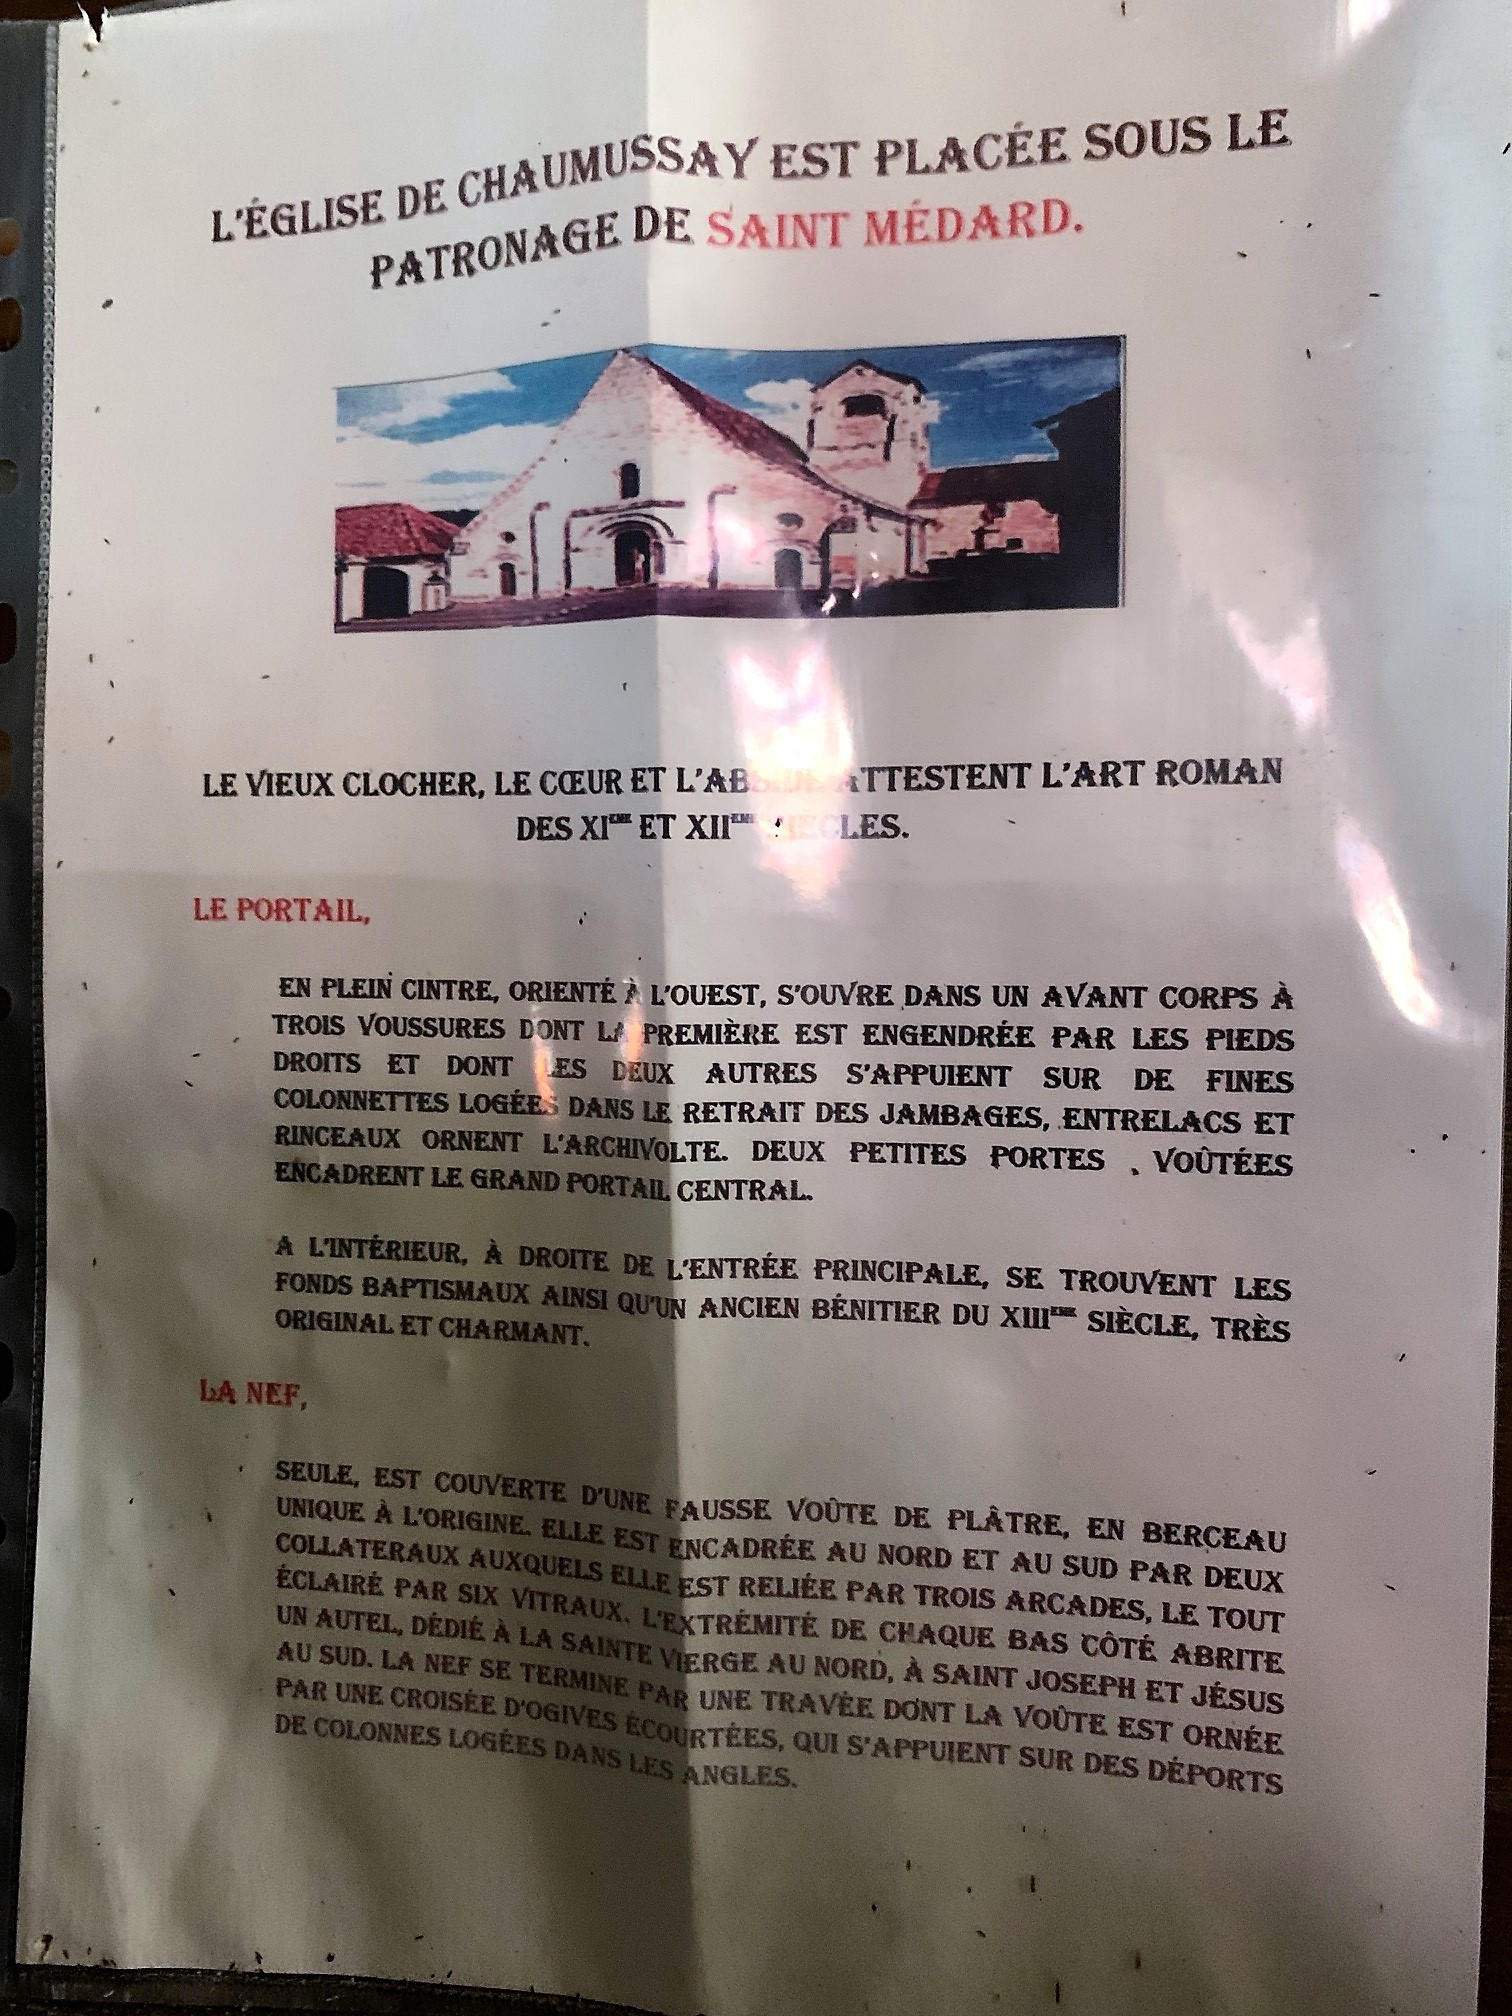 L'ÉGLISE DE CHAUMUSSAY EST PLACÉE SOUS LE
PATRONAGE DE SAINT MÉDARD.
LE VIEUX CLOCHER, LE CŒUR ET L'ABSIDE ATTESTENT L'ART ROMAN
DES XIÈME ET XIIÈME SIÈCLES.
LE PORTAIL,
EN PLEIN CINTRE, ORIENTÉ À L'OUEST, S'OUVRE DANS UN AVANT CORPS À
TROIS VOUSSURES DONT LA PREMIÈRE EST ENGENDRÉE PAR LES PIEDS
DROITS ET DONT LES DEUX AUTRES S'APPUIENT SUR DE FINES
COLONNETTES LOGÉES DANS LE RETRAIT DES JAMBAGES, ENTRELACS ET
RINCEAUX ORNENT L'ARCHIVOLTE. DEUX PETITES PORTES VOÛTÉES
ENCADRENT LE GRAND PORTAIL CENTRAL.
A L'INTÉRIEUR, À DROITE DE L'ENTRÉE PRINCIPALE, SE TROUVENT LES
FONDS BAPTISMAUX AINSI QU'UN ANCIEN BÉNITIER DU XIIIÈME SIÈCLE, TRÈS
ORIGINAL ET CHARMANT.
LA NEF,
SEULE, EST COUVERTE D'UNE FAUSSE VOÛTE DE PLÂTRE, EN BERCEAU
UNIQUE À L'ORIGINE. ELLE EST ENCADRÉE AU NORD ET AU SUD PAR DEUX
COLLATERAUX AUXQUELS ELLE EST RELIÉE PAR TROIS ARCADES, LE TOUT
ÉCLAIRÉ PAR SIX VITRAUX. L'EXTRÉMITÉ DE CHAQUE BAS CÔTÉ ABRITE
UN AUTEL, DÉDIÉ À LA SAINTE VIERGE AU NORD, À SAINT JOSEPH ET JÉSUS
AU SUD. LA NEF SE TERMINE PAR UNE TRAVÉE DONT LA VOÛTE EST ORNÉE
PAR UNE CROISÉE D'OGIVES ÉCOURTÉES, QUI S'APPUIENT SUR DES DÉPORTS
DE COLONNES LOGÉES DANS LES ANGLES.